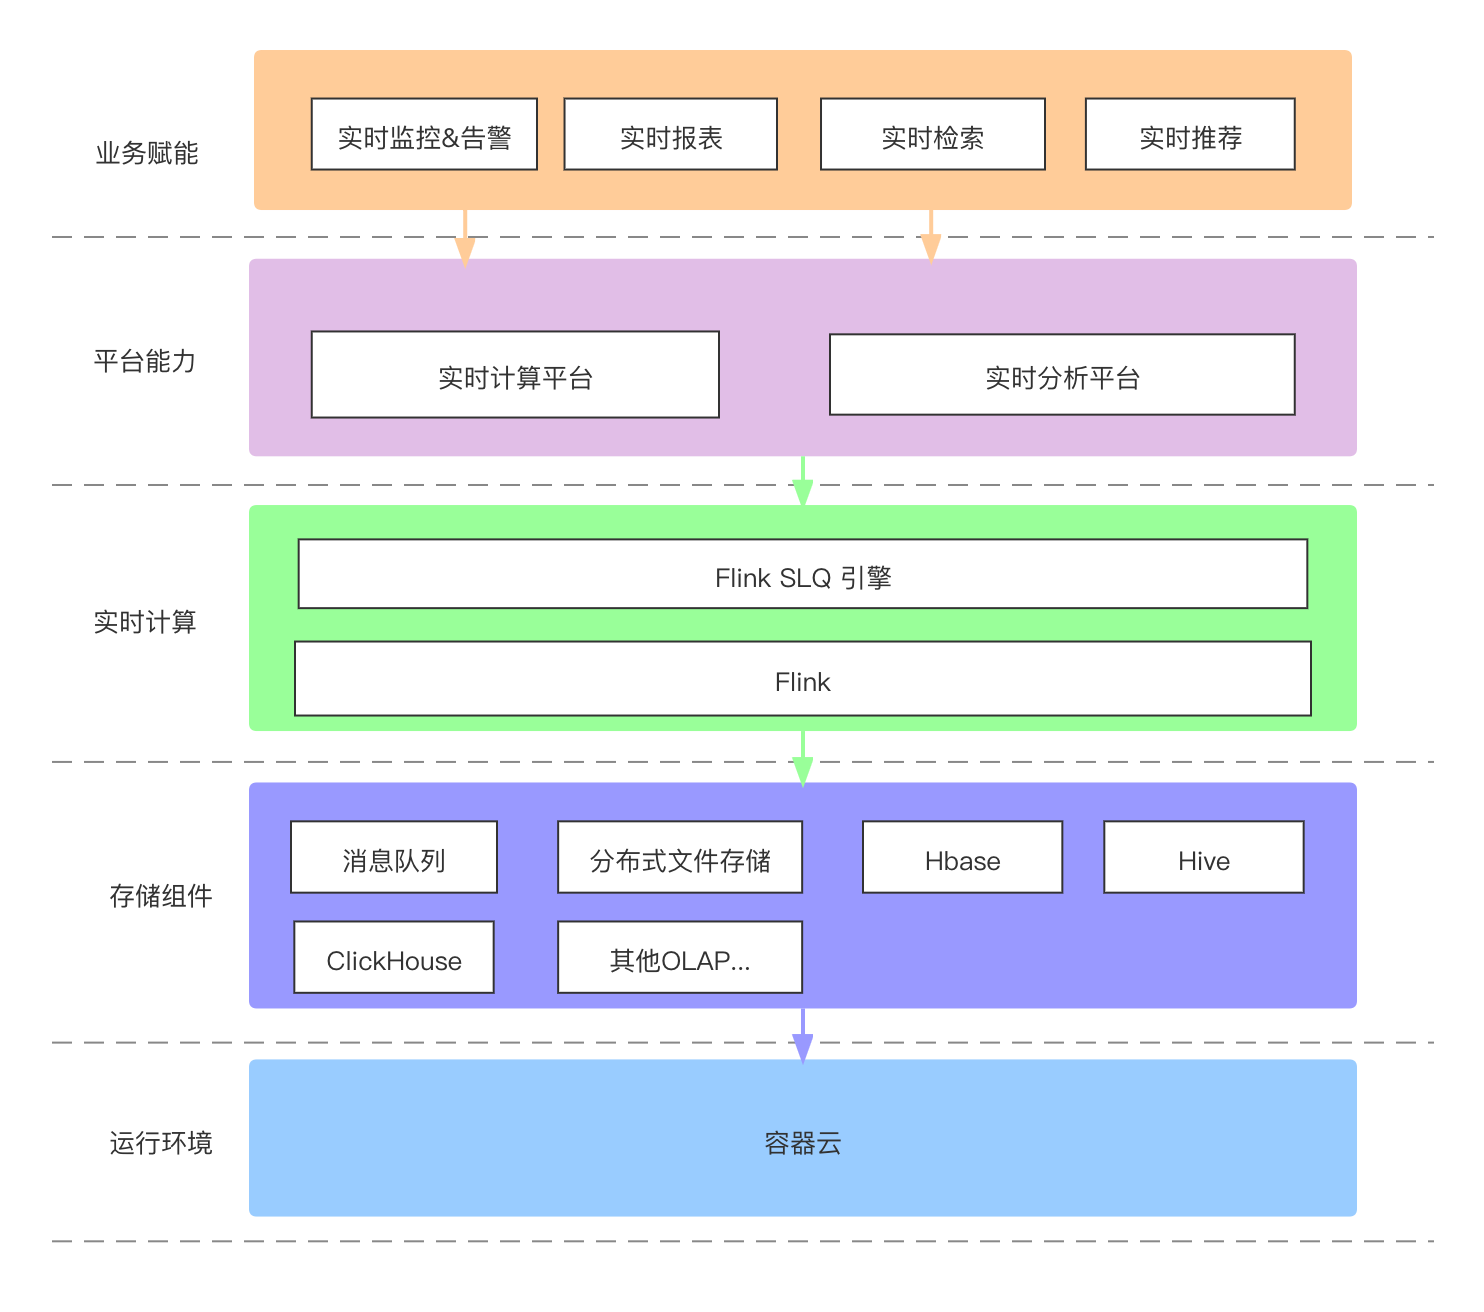 业务赋能
实时监控&告警
实时报表
实时检索
实时推荐
平台能力
实时计算平台
实时分析平台
实时计算
Flink SLQ 引擎
Flink
存储组件
消息队列
分布式文件存储
Hbase
Hive
ClickHouse
其他OLAP...
运行环境
容器云